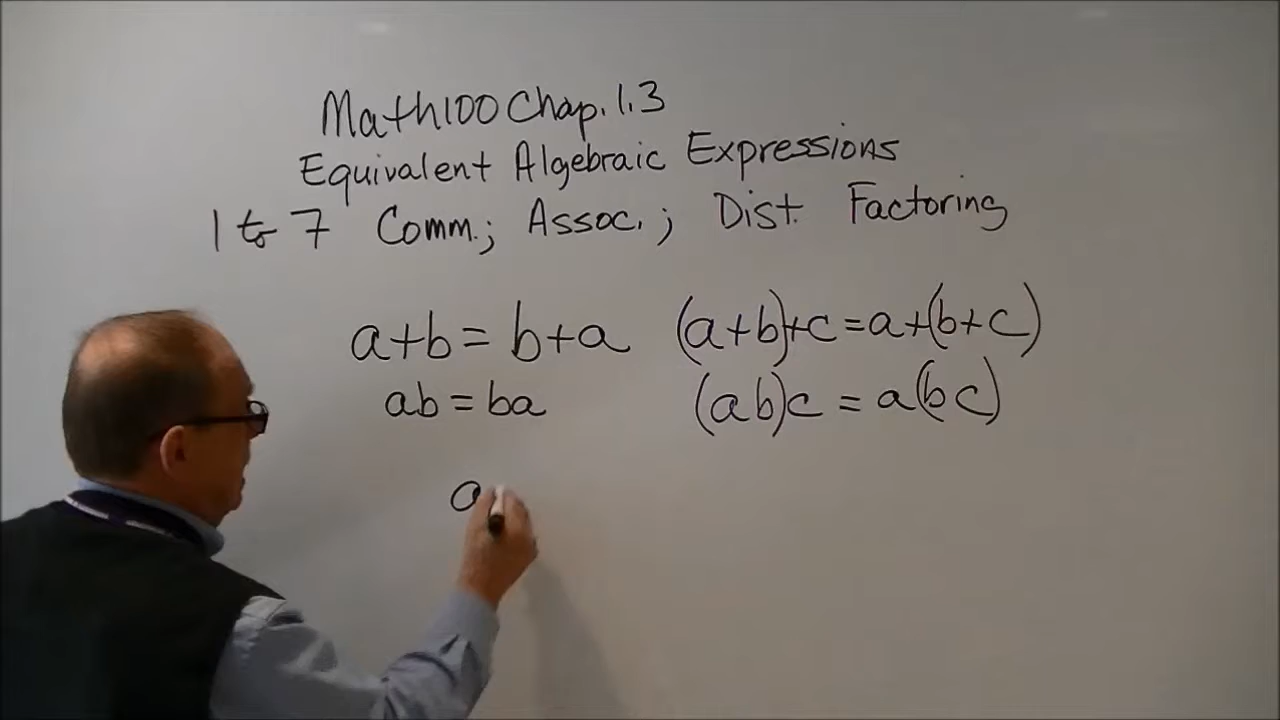 Math100 Chap. 1.3
Equivalent Algebraic Expressions
1 to 7 Comm.; Assoc.; Dist. Factoring
a+b=b+a (a+b)+c=a+(b+c)
ab=ba (ab)c=a(bc)
a